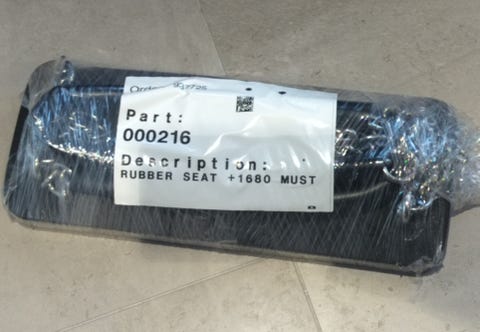 Part:
000216
Description:
RUBBER SEAT +1680 MUST